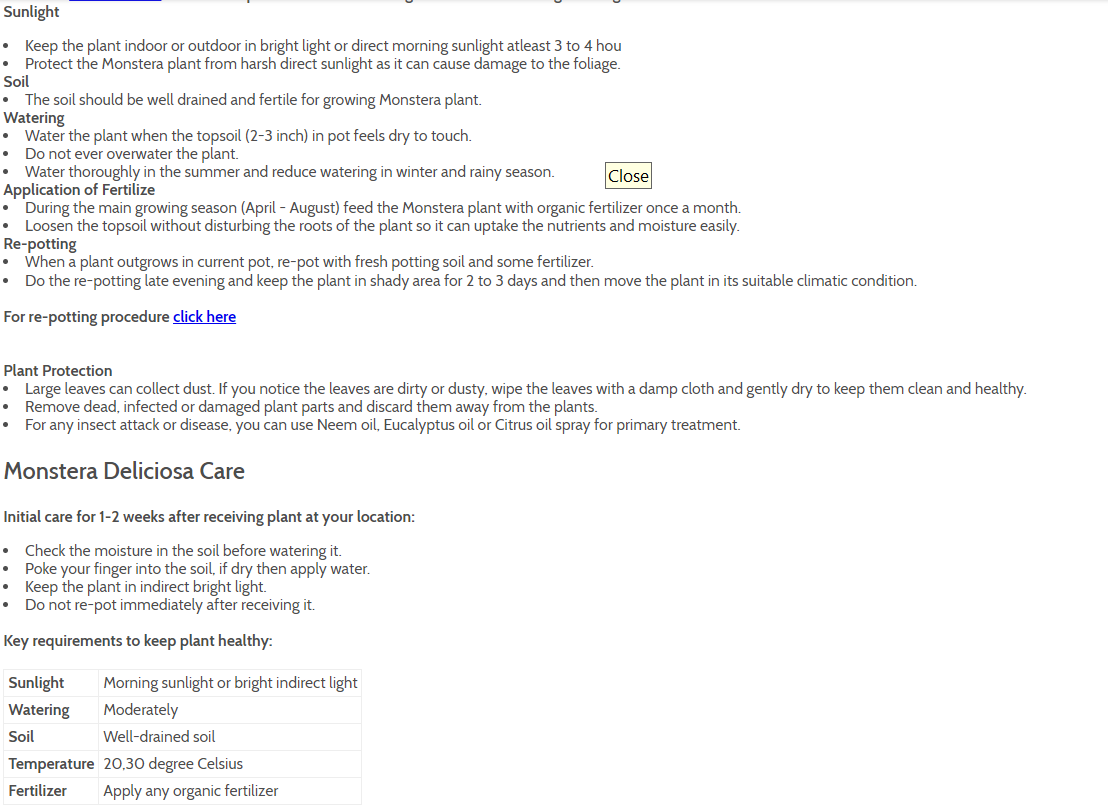 Sunlight
Keep the plant indoor or outdoor in bright light or direct morning sunlight atleast 3 to 4 hou
Protect the Monstera plant from harsh direct sunlight as it can cause damage to the foliage.
Soil
The soil should be well drained and fertile for growing Monstera plant.
Watering
Water the plant when the topsoil (2-3 inch) in pot feels dry to touch.
Do not ever overwater the plant.
Water thoroughly in the summer and reduce watering in winter and rainy season.
Close
Application of Fertilize
During the main growing season (April - August) feed the Monstera plant with organic fertilizer once a month.
Loosen the topsoil without disturbing the roots of the plant so it can uptake the nutrients and moisture easily.
Re-potting
When a plant outgrows in current pot, re-pot with fresh potting soil and some fertilizer.
Do the re-potting late evening and keep the plant in shady area for 2 to 3 days and then move the plant in its suitable climatic condition.
For re-potting procedure click here
Plant Protection
Large leaves can collect dust. If you notice the leaves are dirty or dusty, wipe the leaves with a damp cloth and gently dry to keep them clean and healthy.
Remove dead, infected or damaged plant parts and discard them away from the plants.
For any insect attack or disease, you can use Neem oil, Eucalyptus oil or Citrus oil spray for primary treatment.
Monstera Deliciosa Care
Initial care for 1-2 weeks after receiving plant at your location:
Check the moisture in the soil before watering it.
Poke your finger into the soil, if dry then apply water.
Keep the plant in indirect bright light.
Do not re-pot immediately after receiving it.
Key requirements to keep plant healthy:
Sunlight Morning sunlight or bright indirect light
Watering Moderately
Soil Well-drained soil
Temperature 20,30 degree Celsius
Fertilizer Apply any organic fertilizer